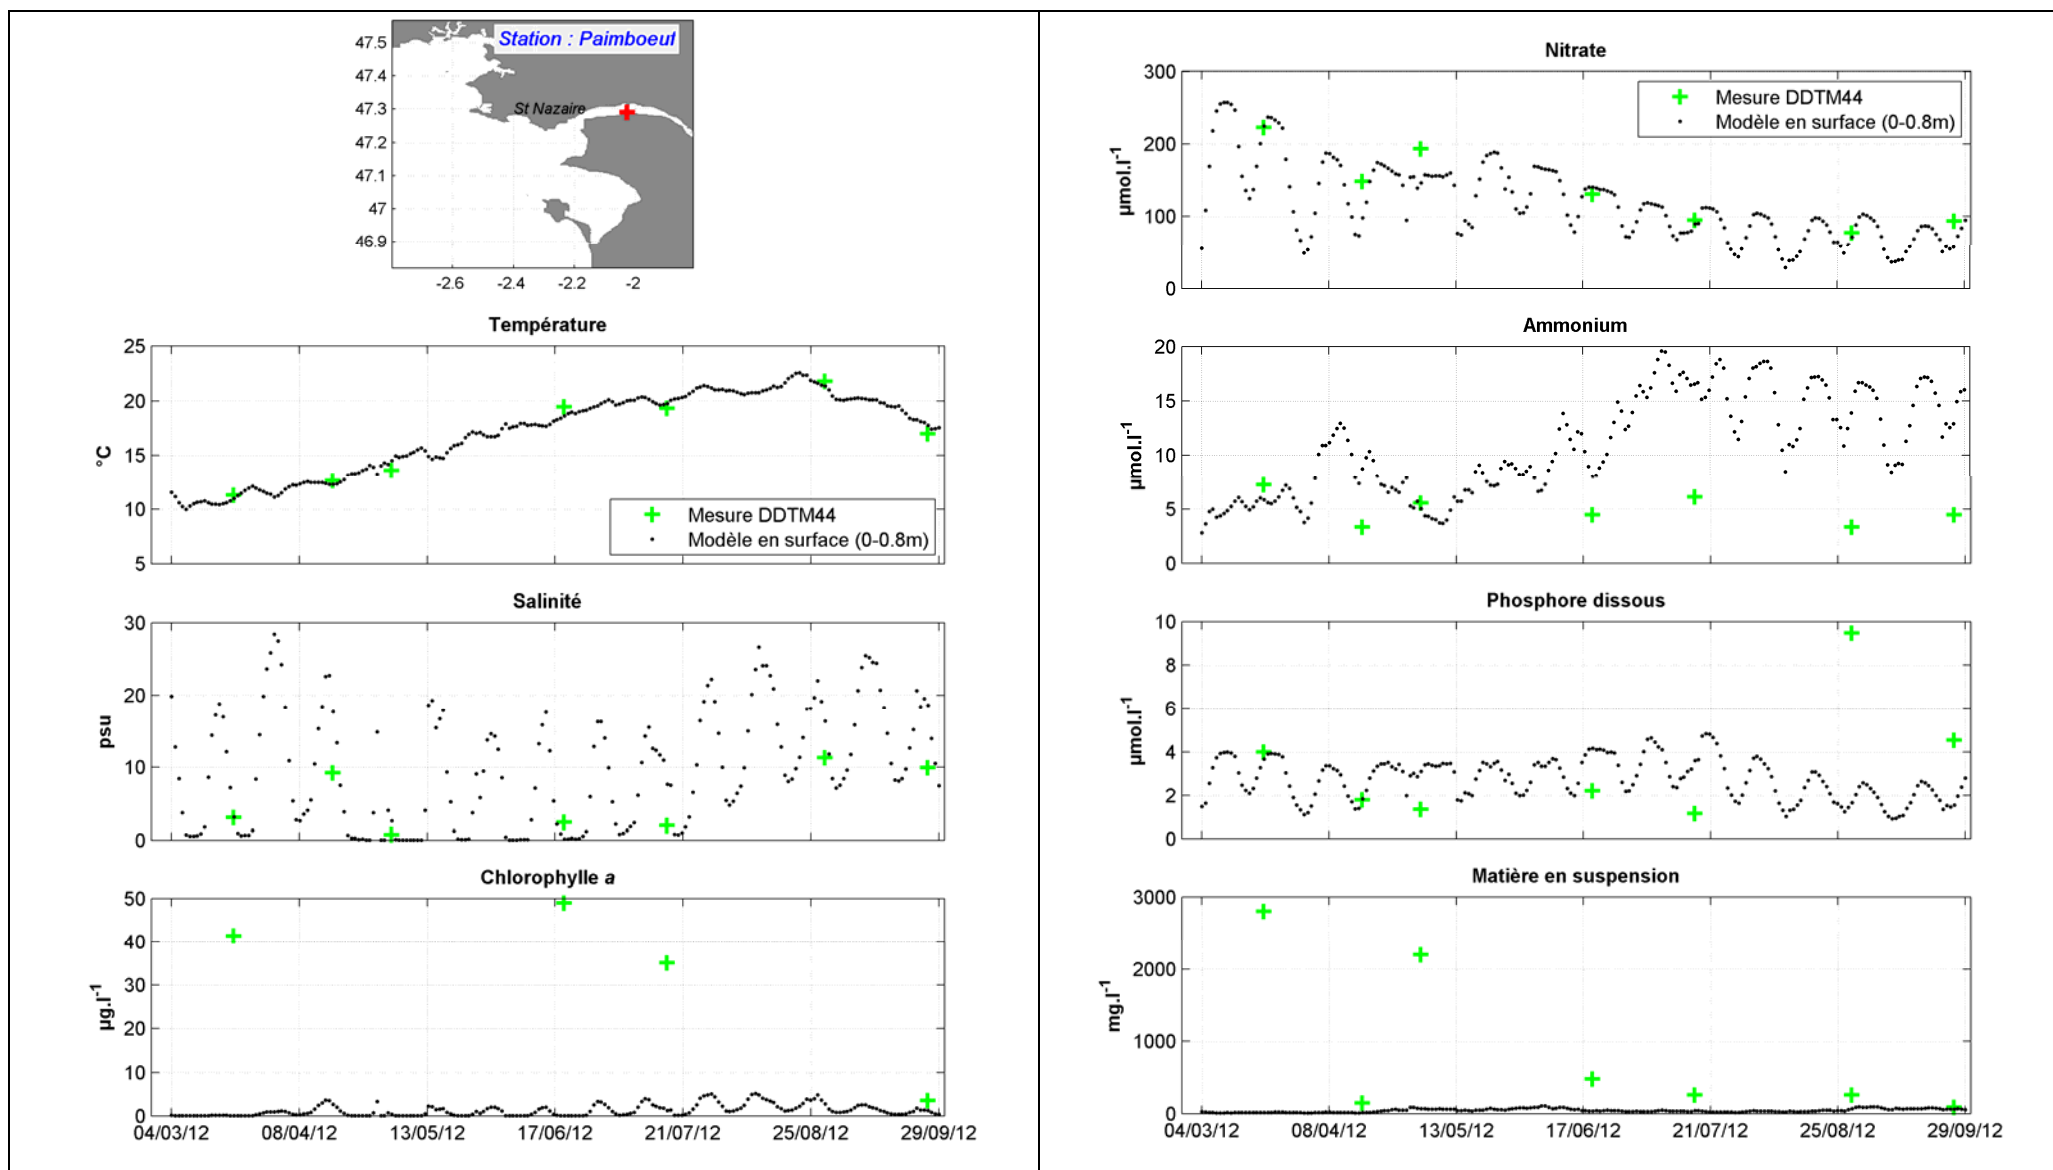 Station : Paimboeuf
47.5
47.4
47.3
47.2
47.1
47
46.9
St Nazaire
-2.6 -2.4 -2.2 -2
Température
25
20
15
10
5
°C
Mesure DDTM44
Modèle en surface (0-0.8m)
Salinité
30
20
10
0
psu
Chlorophylle a
50
40
30
20
10
0
µg.l-1
04/03/12 08/04/12 13/05/12 17/06/12 21/07/12 25/08/12 29/09/12
Nitrate
300
200
100
0
µmol.l-1
Mesure DDTM44
Modèle en surface (0-0.8m)
Ammonium
20
15
10
5
0
µmol.l-1
Phosphore dissous
10
8
6
4
2
0
µmol.l-1
Matière en suspension
3000
2000
1000
0
mg.l-1
04/03/12 08/04/12 13/05/12 17/06/12 21/07/12 25/08/12 29/09/12